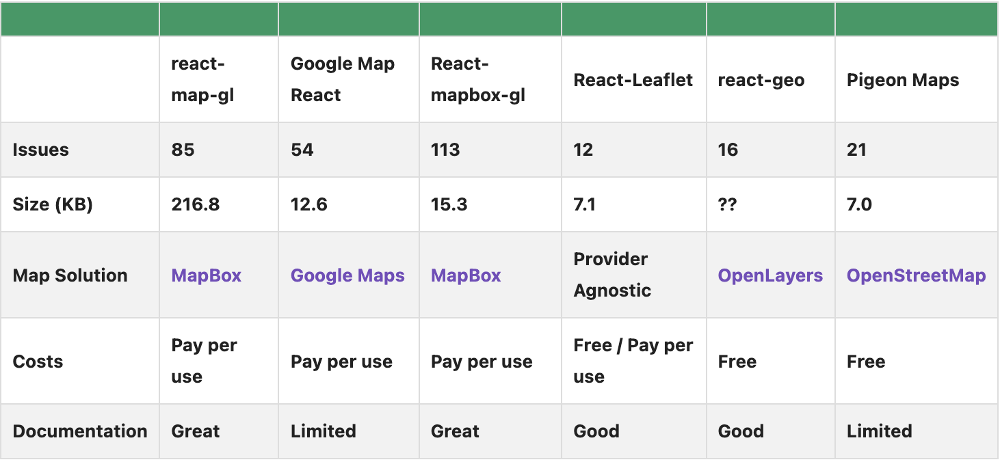 react-map-gl Google Map React React-mapbox-gl React-Leaflet react-geo Pigeon Maps
Issues 85 54 113 12 16 21
Size (KB) 216.8 12.6 15.3 7.1 ?? 7.0
Map Solution MapBox Google Maps MapBox Provider Agnostic OpenLayers OpenStreetMap
Costs Pay per use Pay per use Pay per use Free / Pay per use Free Free
Documentation Great Limited Great Good Good Limited